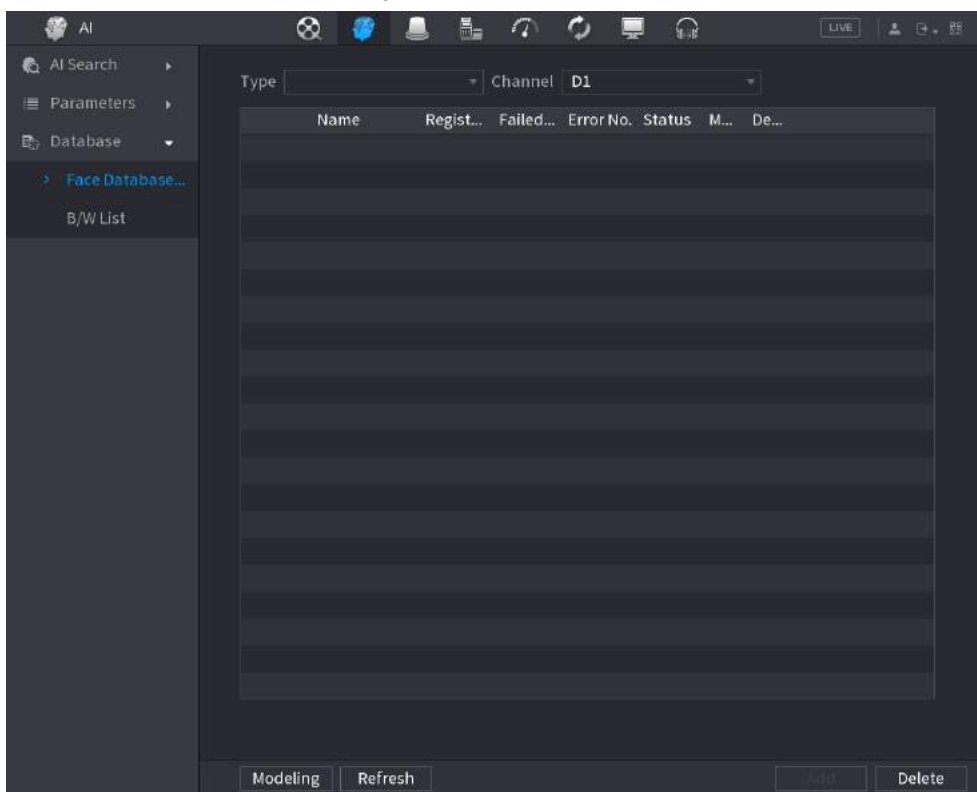 AI
LIVE
AI Search
Type
Channel D1
Parameters
Name Regist... Failed... Error No. Status M... De...
Database
Face Database...
B/W List
Modeling Refresh Add Delete